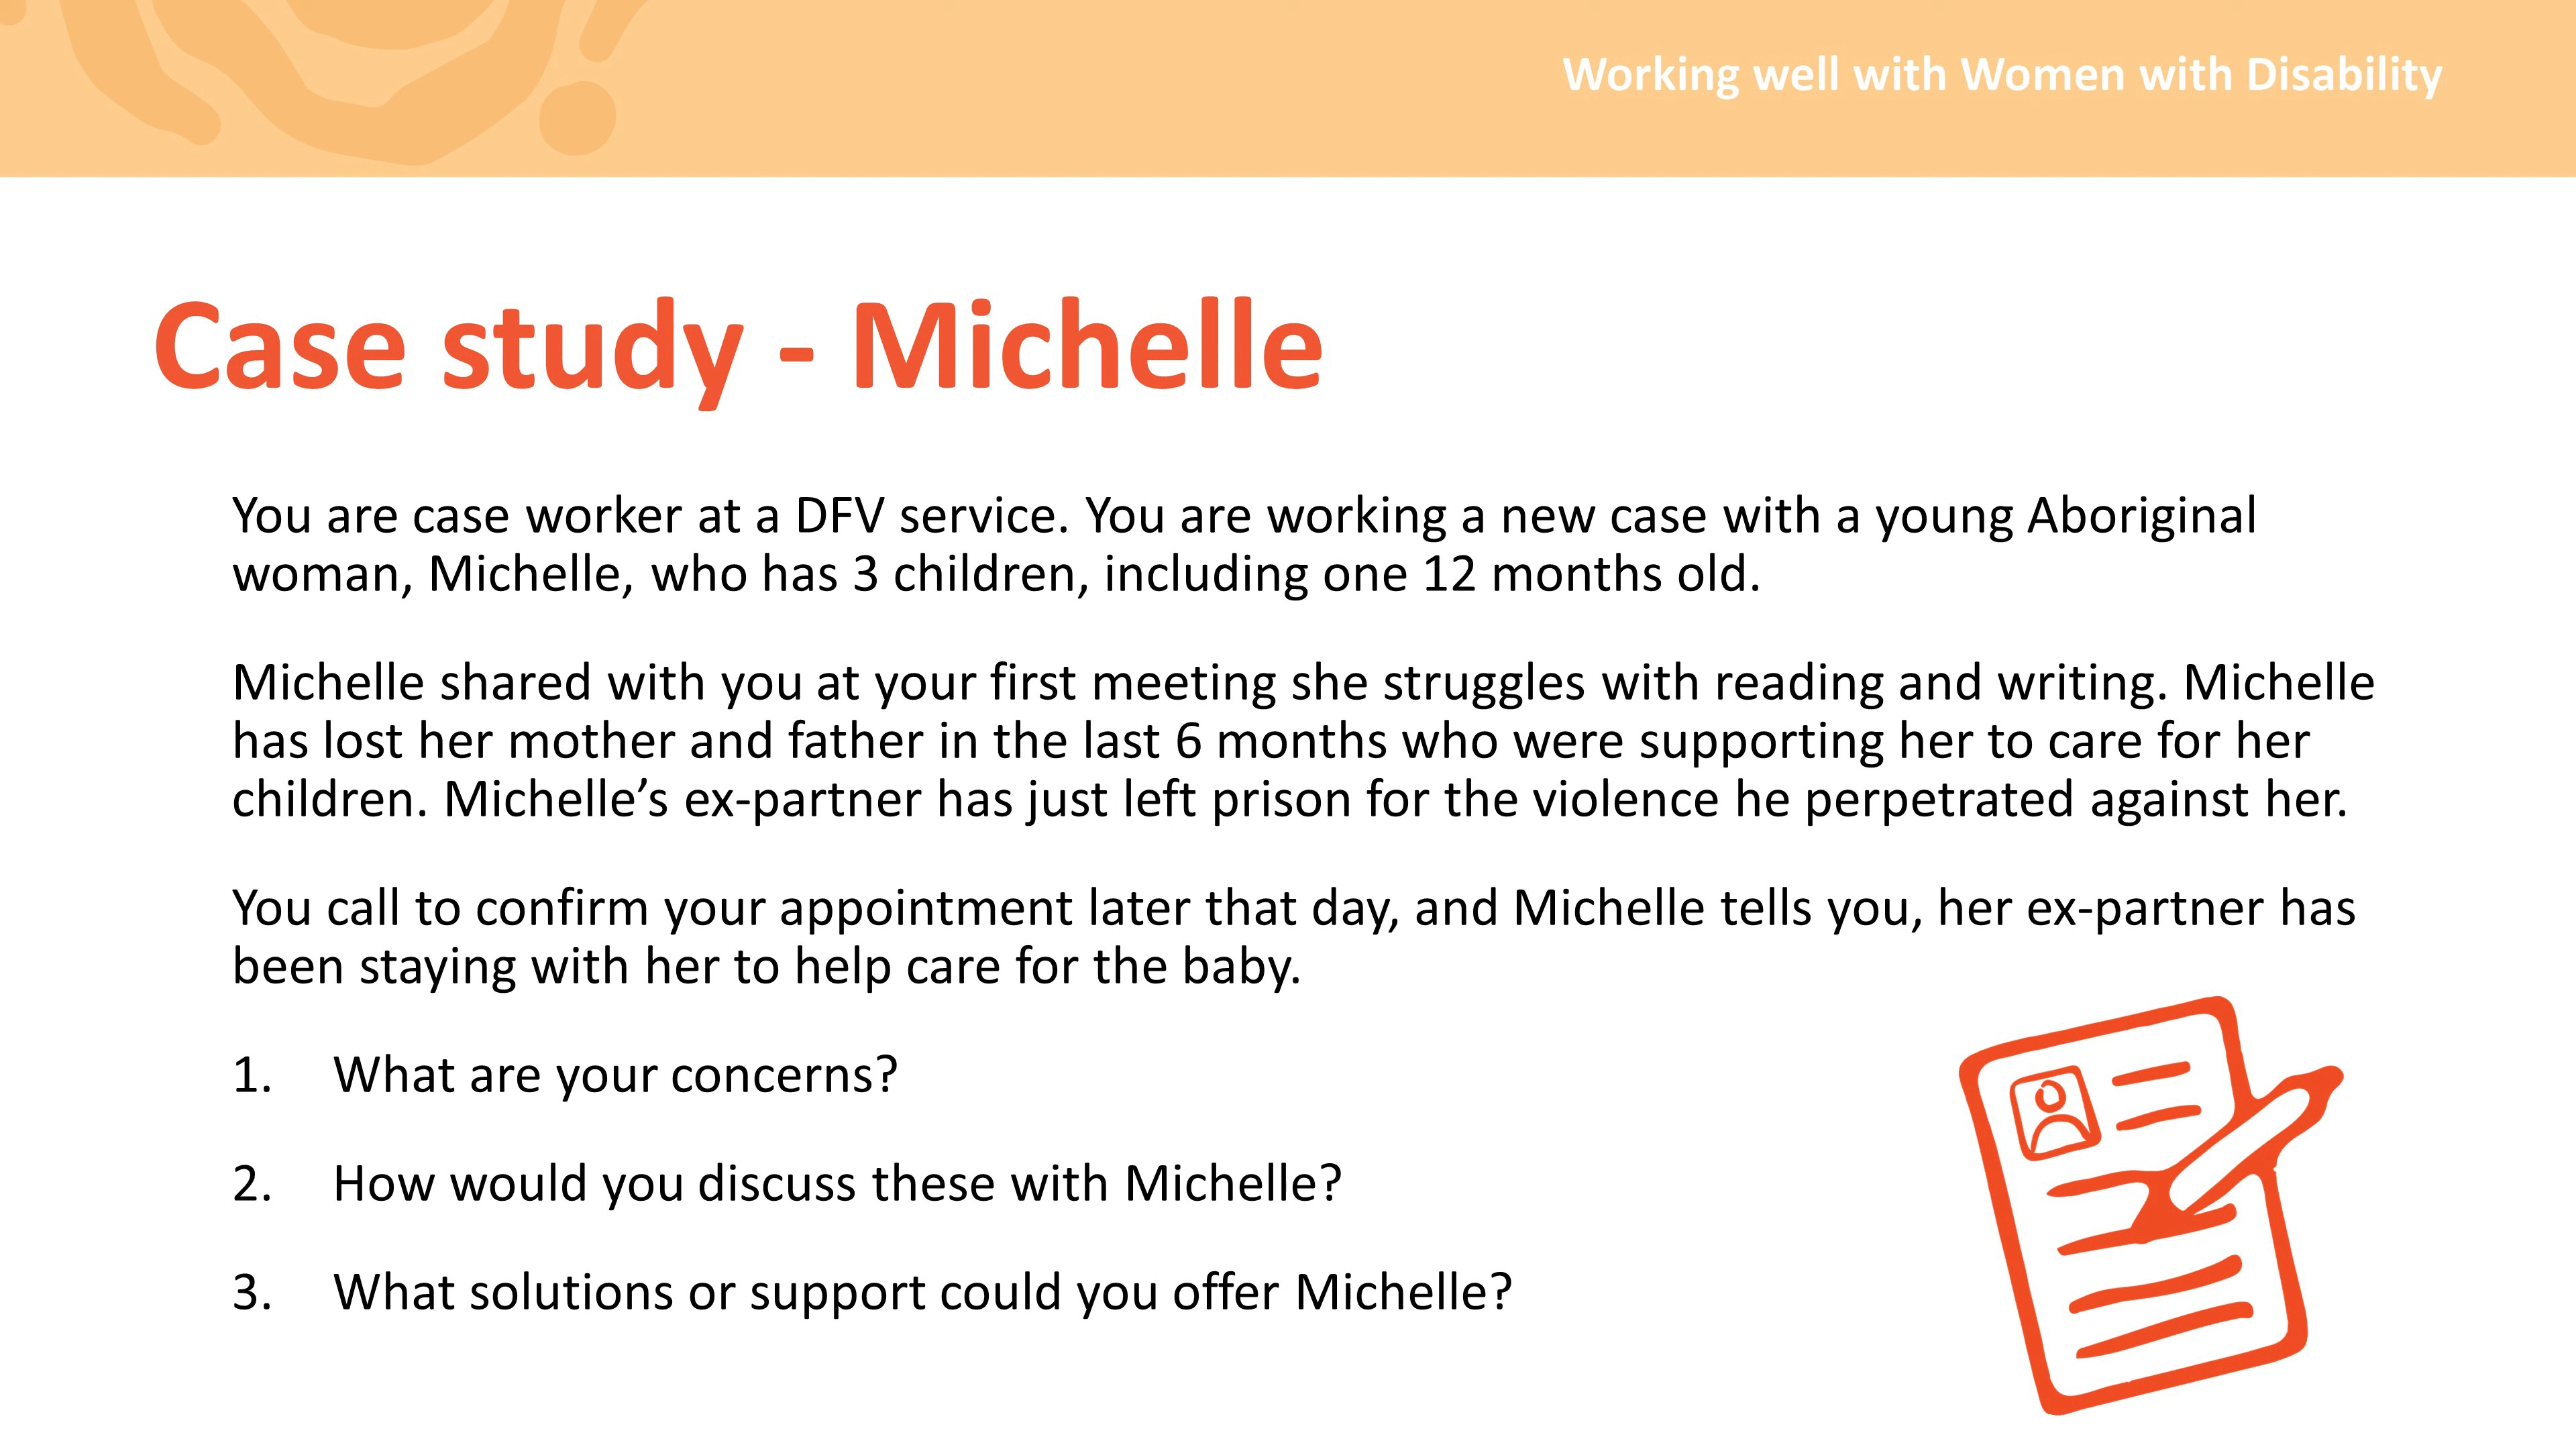 Working well with Women with Disability
Case study - Michelle
You are case worker at a DFV service. You are working a new case with a young Aboriginal
woman, Michelle, who has 3 children, including one 12 months old.
Michelle shared with you at your first meeting she struggles with reading and writing. Michelle
has lost her mother and father in the last 6 months who were supporting her to care for her
children. Michelle’s ex-partner has just left prison for the violence he perpetrated against her.
You call to confirm your appointment later that day, and Michelle tells you, her ex-partner has
been staying with her to help care for the baby.
1. What are your concerns?
2. How would you discuss these with Michelle?
3. What solutions or support could you offer Michelle?